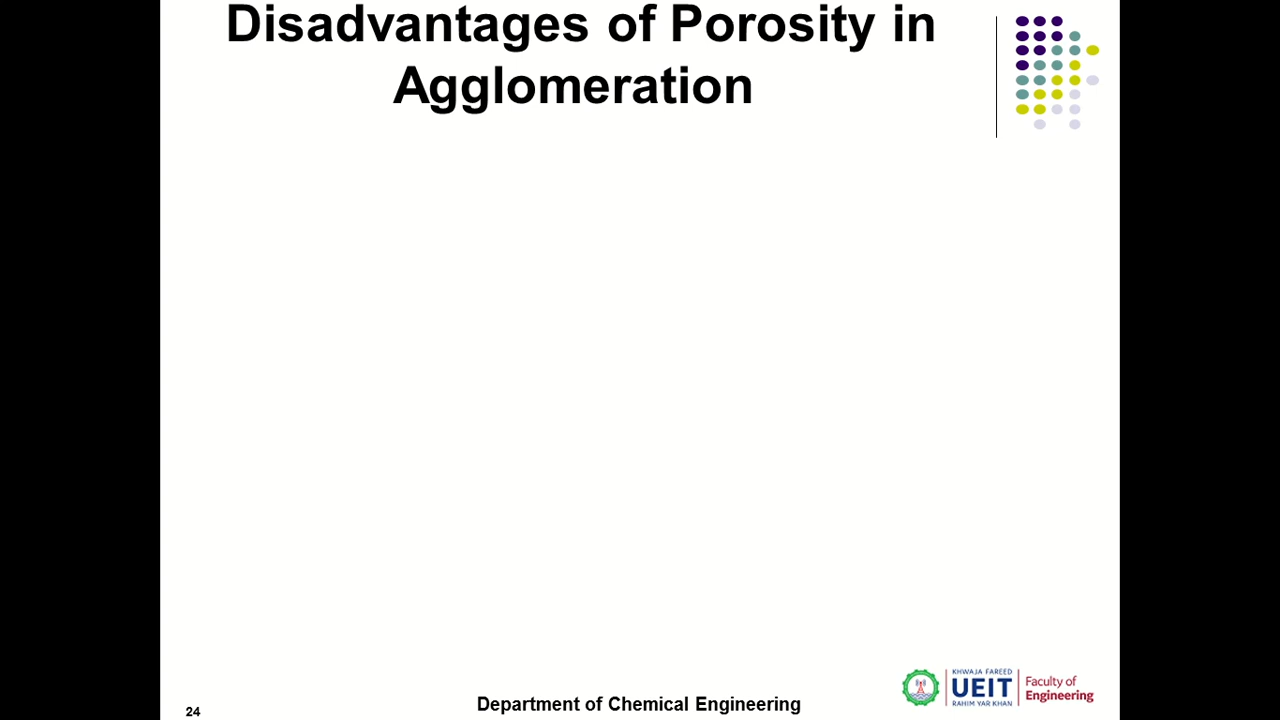 Disadvantages of Porosity in
Agglomeration
KHWAJA FAREED
UEIT
RAHIM YAR KHAN
Faculty of
Engineering
Department of Chemical Engineering
24